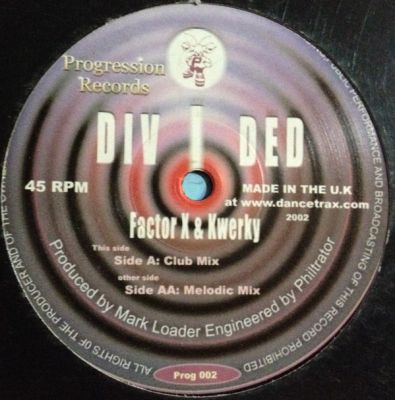 Progression
Records
DIV I DED
45 RPM
MADE IN THE U.K
at www.dancetrax.com
2002
Factor X & Kwerky
This side
Side A: Club Mix
other side
Side AA: Melodic Mix
Produced by Mark Loader Engineered by Philtrator
Prog 002
ALL RIGHTS OF THE PRODUCER AND OF THE OWNER
PERFORMANCE AND BROADCASTING OF THIS RECORD PROHIBITED